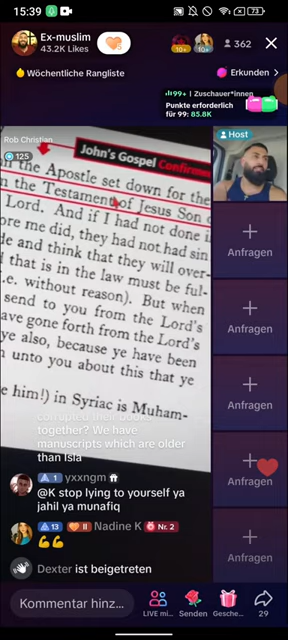 15:39
73
Ex-muslim
43.2K Likes
10+
10+
362
Wöchentliche Rangliste
Erkunden >
99+ | Zuschauer*innen
Punkte erforderlich
für 99: 85.8K
Rob Christian
125
John's Gospel Confirme
the Apostle set down for the
n the Testament of Jesus Son
Lord. And if I had not done i
ore me did, they had not had sin
de and think that they will over-
that is in the law must be ful-
.e. without reason). But when
send to you from the Lord's
ave gone forth from the Lord's
ye also, because ye have been
unto you about this that ye
e him!) in Syriac is Muham-
Host
Anfragen
Anfragen
Anfragen
Anfragen
Anfragen
together? We have
manuscripts which are older
than Isla
1 yxxngm
@K stop lying to yourself ya
jahil ya munafiq
13 II Nadine K Nr. 2
💪💪
Dexter ist beigetreten
Kommentar hinz...
LIVE mi...
Senden
Gesche...
29